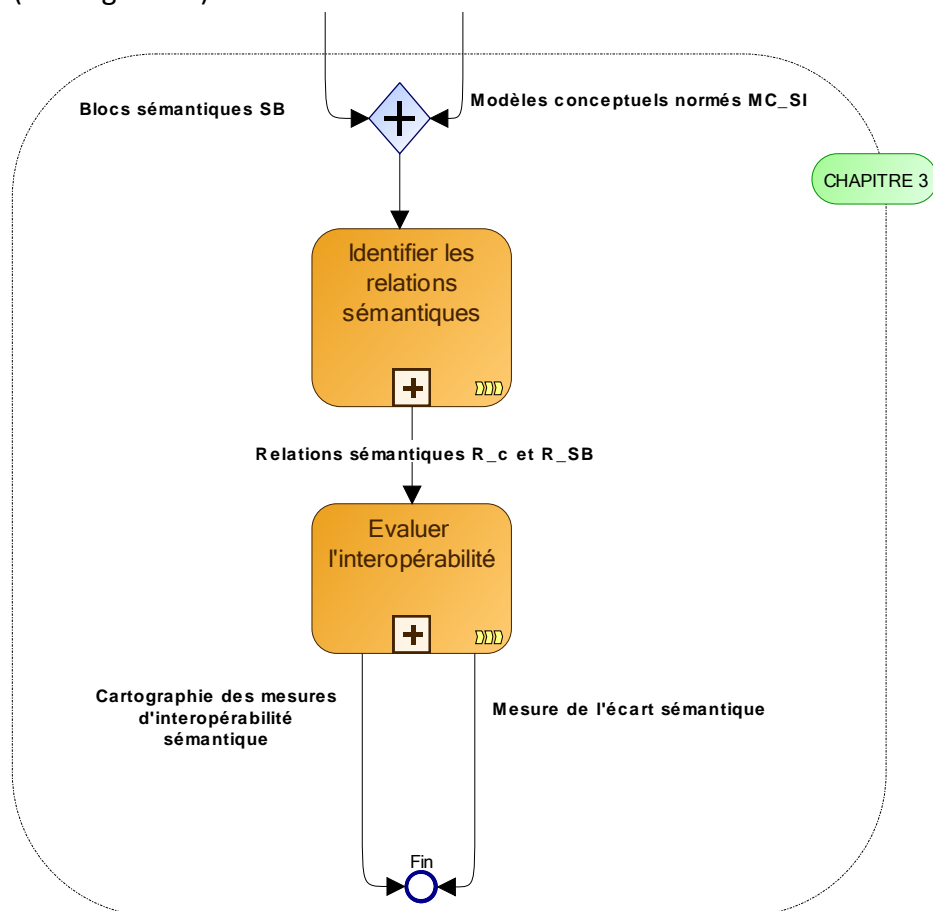 Blocs sémantiques SB
Modèles conceptuels normés MC_SI
CHAPITRE 3
Identifier les
relations
sémantiques
Relations sémantiques R_c et R_SB
Evaluer
l'interopérabilité
Cartographie des mesures
d'interopérabilité
sémantique
Mesure de l'écart sémantique
Fin